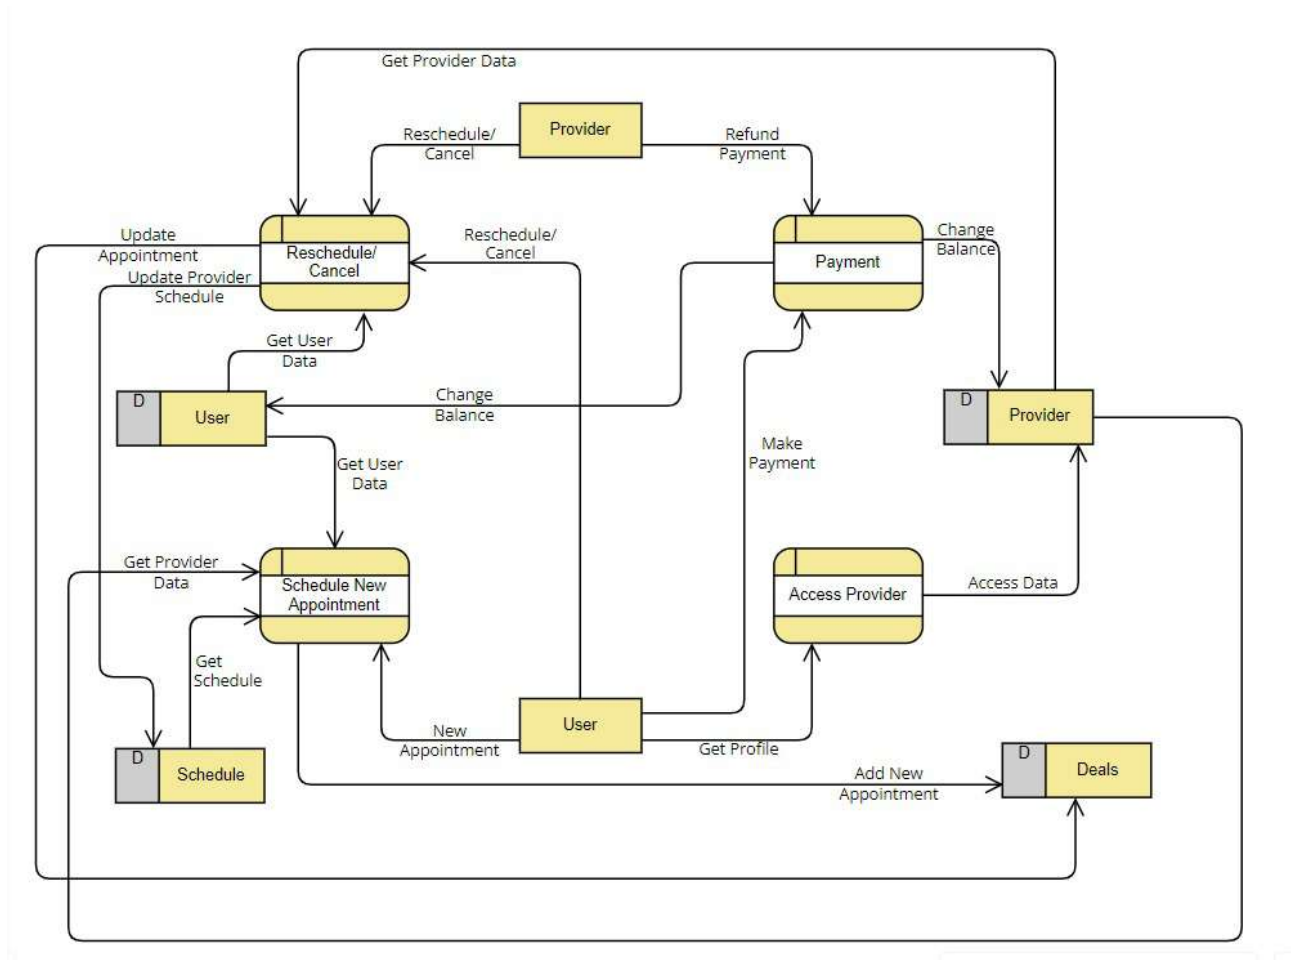 Get Provider Data
Provider
Reschedule/
Cancel
Refund
Payment
Update
Appointment
Reschedule/
Cancel
Reschedule/
Cancel
Payment
Change
Balance
Update Provider
Schedule
Get User
Data
D
User
Change
Balance
D
Provider
Get User
Data
Make
Payment
Get Provider
Data
Schedule New
Appointment
Access Provider
Access Data
Get
Schedule
New
Appointment
User
Get Profile
D
Schedule
Add New
Appointment
D
Deals